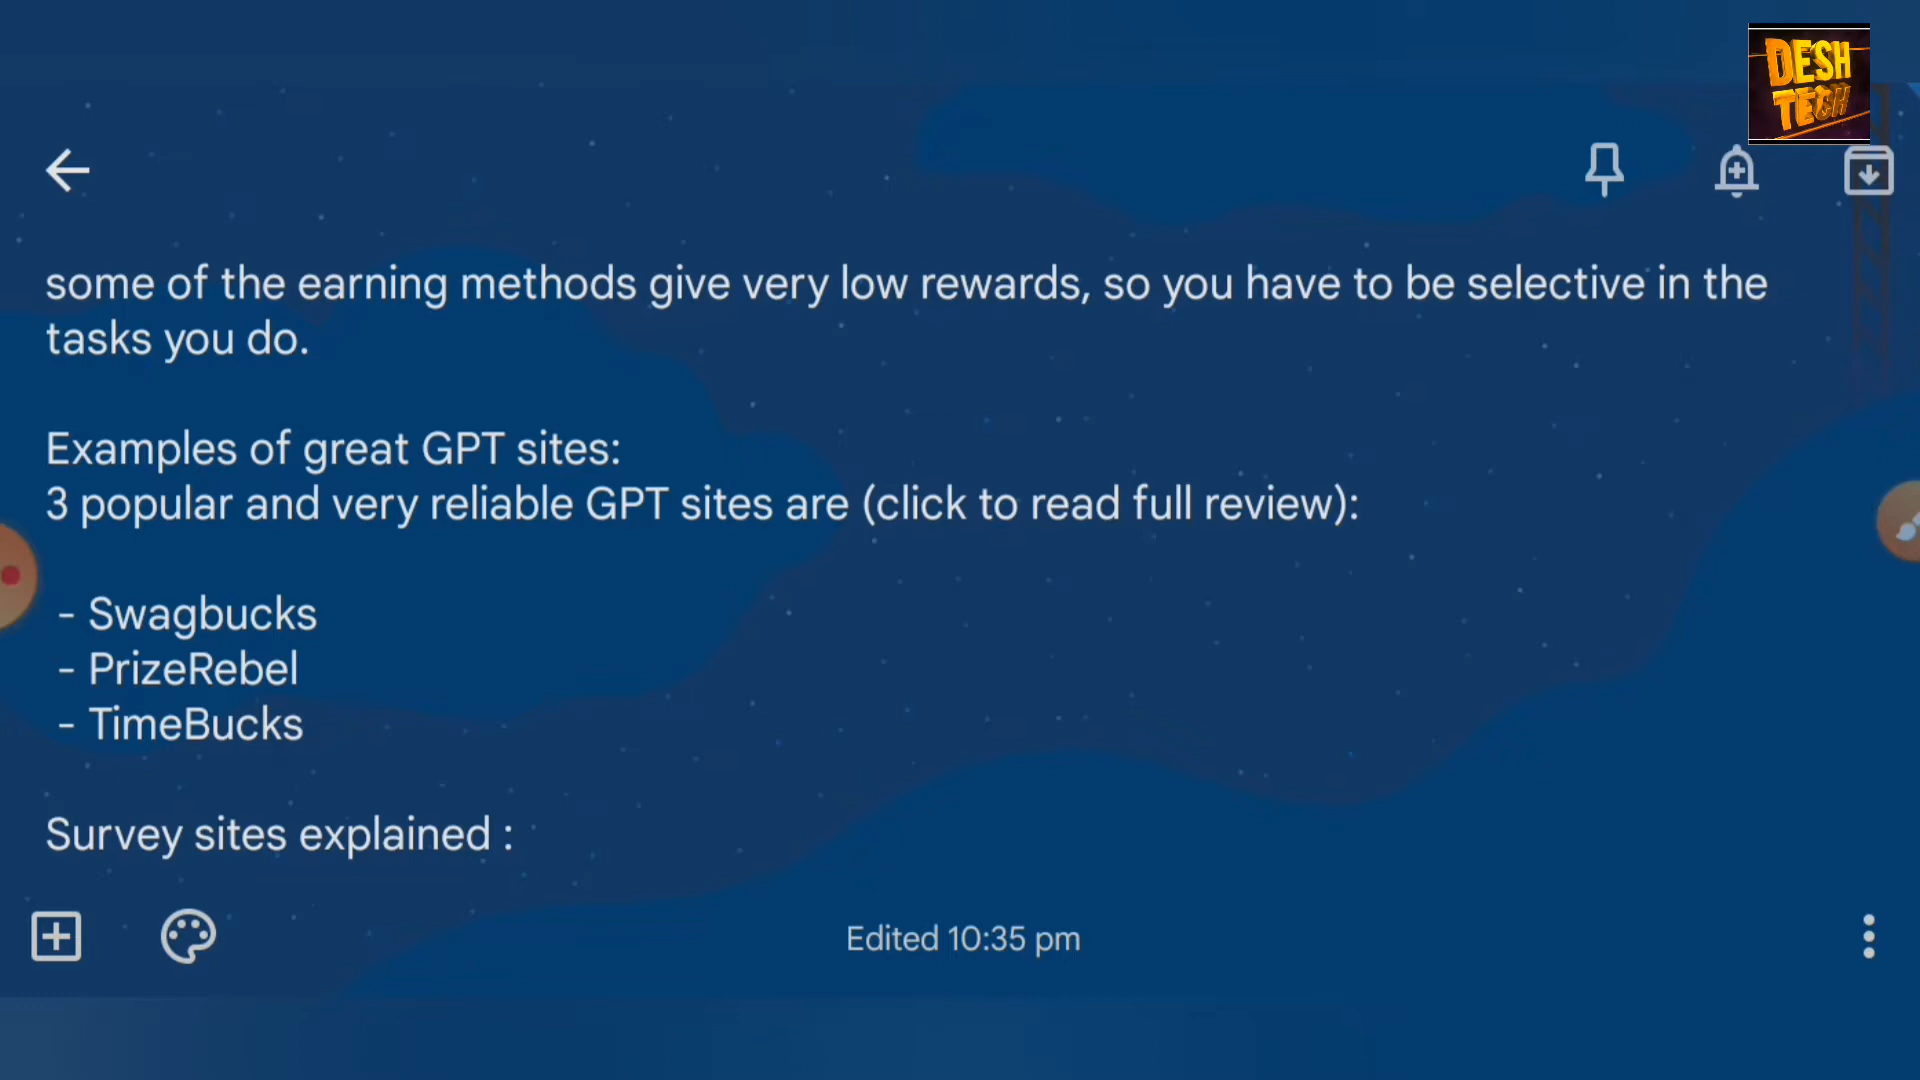 DESH
TECH
some of the earning methods give very low rewards, so you have to be selective in the
tasks you do.
Examples of great GPT sites:
3 popular and very reliable GPT sites are (click to read full review):
- Swagbucks
- PrizeRebel
- TimeBucks
Survey sites explained :
Edited 10:35 pm